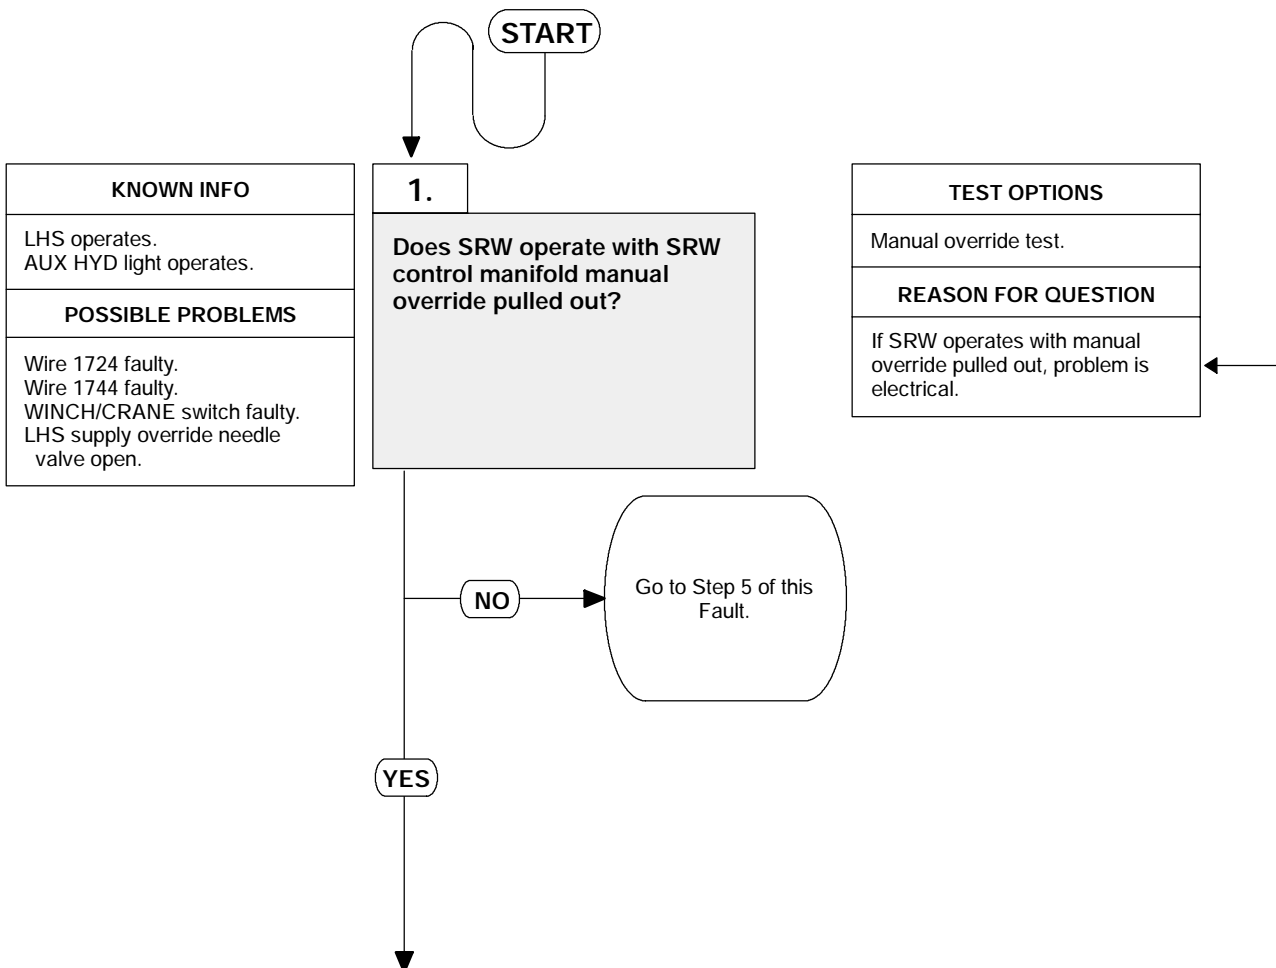 START
KNOWN INFO
LHS operates.
AUX HYD light operates.
POSSIBLE PROBLEMS
Wire 1724 faulty.
Wire 1744 faulty.
WINCH/CRANE switch faulty.
LHS supply override needle
valve open.
1.
Does SRW operate with SRW
control manifold manual
override pulled out?
TEST OPTIONS
Manual override test.
REASON FOR QUESTION
If SRW operates with manual
override pulled out, problem is
electrical.
NO
Go to Step 5 of this
Fault.
YES